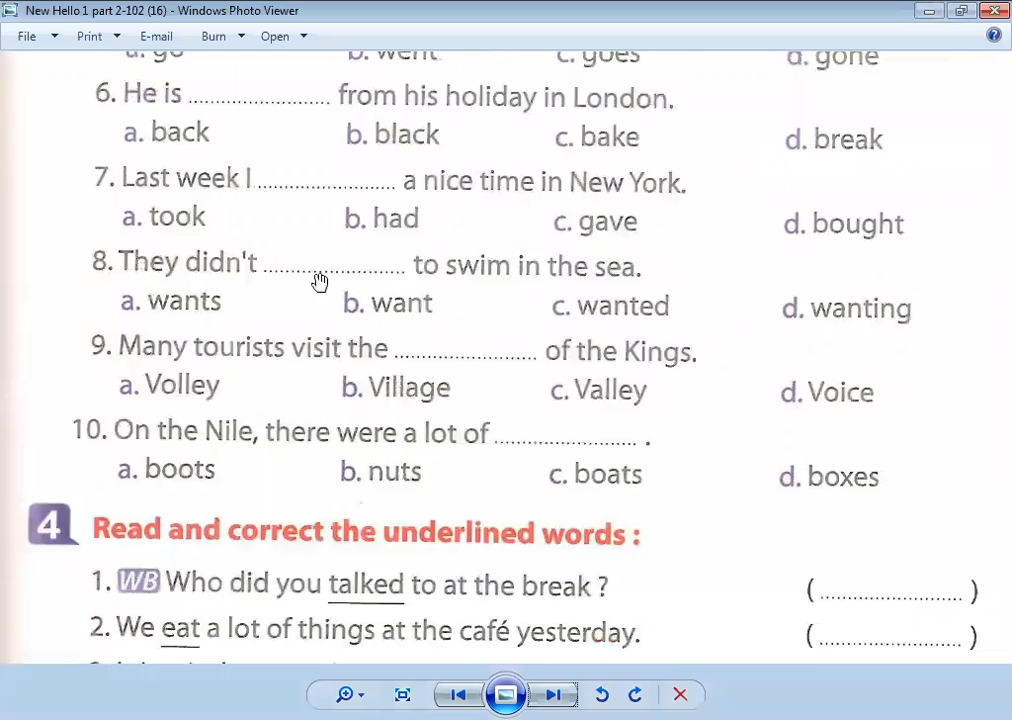 New Hello 1 part 2-102 (16) - Windows Photo Viewer
File Print E-mail Burn Open
a. go b. went c. goes d. gone
6. He is ........................ from his holiday in London.
a. back b. black c. bake d. break
7. Last week I ........................ a nice time in New York.
a. took b. had c. gave d. bought
8. They didn't ........................ to swim in the sea.
a. wants b. want c. wanted d. wanting
9. Many tourists visit the ........................ of the Kings.
a. Volley b. Village c. Valley d. Voice
10. On the Nile, there were a lot of ........................ .
a. boots b. nuts c. boats d. boxes
4 Read and correct the underlined words :
1. WB Who did you talked to at the break ? (........................)
2. We eat a lot of things at the café yesterday. (........................)